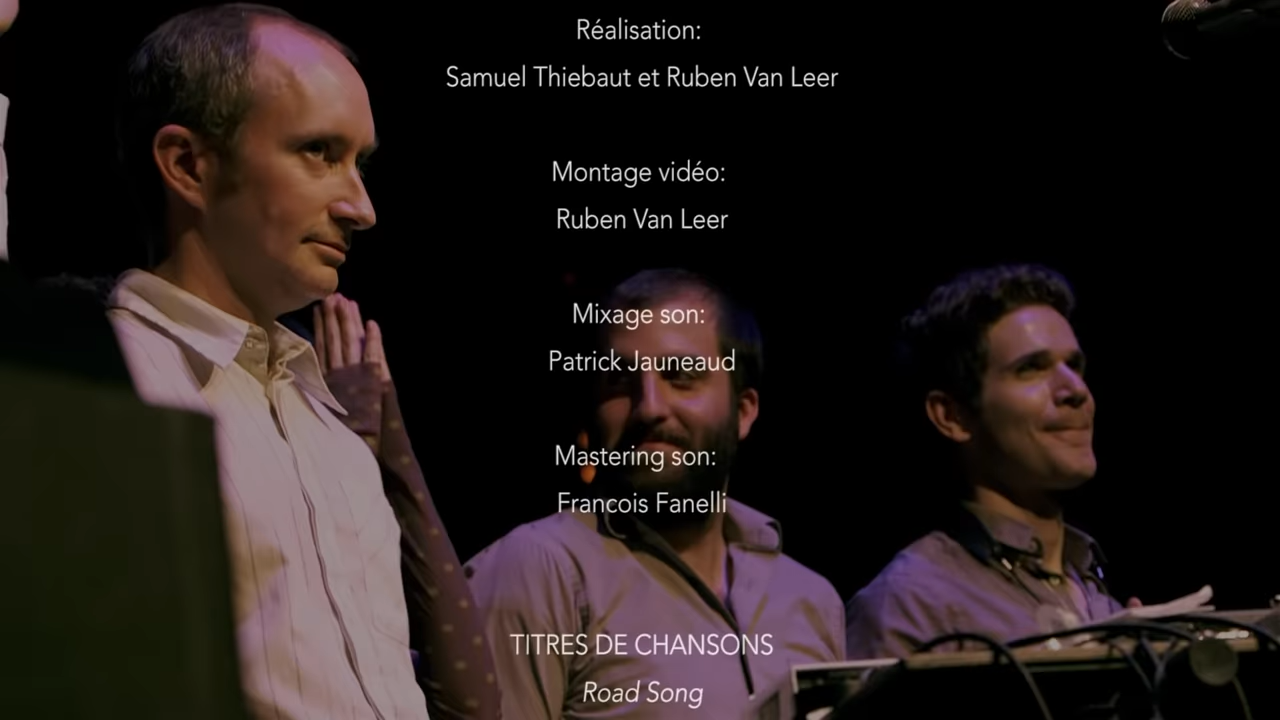 Réalisation:
Samuel Thiebaut et Ruben Van Leer
Montage vidéo:
Ruben Van Leer
Mixage son:
Patrick Jauneaud
Mastering son:
Francois Fanelli
TITRES DE CHANSONS
Road Song